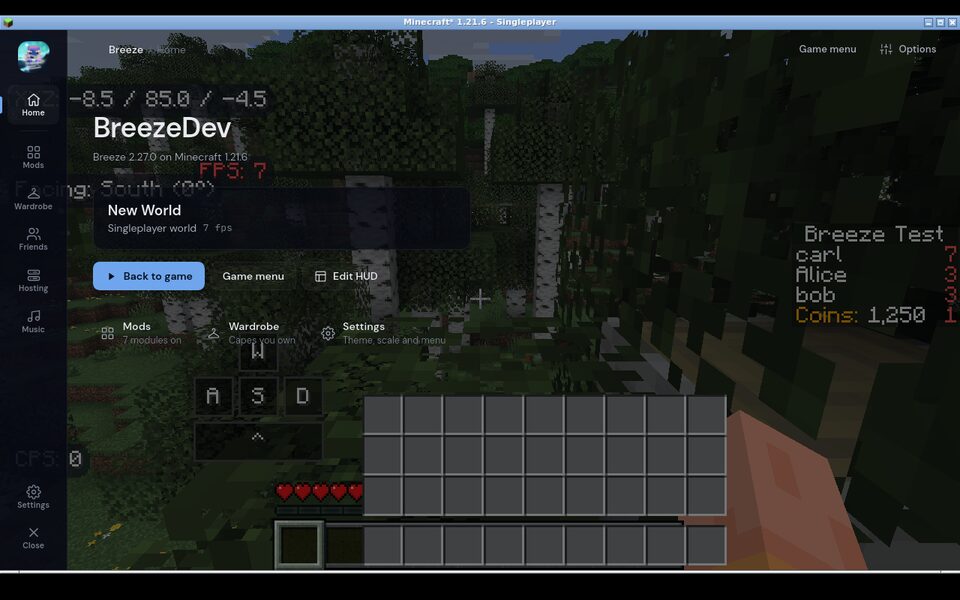 Minecraft* 1.21.6 - Singleplayer
Breeze Home
Game menu
Options
-8.5 / 85.0 / -4.5
Home
BreezeDev
Breeze 2.27.0 on Minecraft 1.21.6
FPS: 7
Mods
Facing: South (0°)
Wardrobe
New World
Singleplayer world 7 fps
Friends
Breeze Test
carl 7
Alice 3
bob 3
Coins: 1,250 1
Hosting
Back to game
Game menu
Edit HUD
Music
Mods
7 modules on
Wardrobe
Capes you own
Settings
Theme, scale and menu
W
A
S
D
^
CPS: 0
Settings
Close